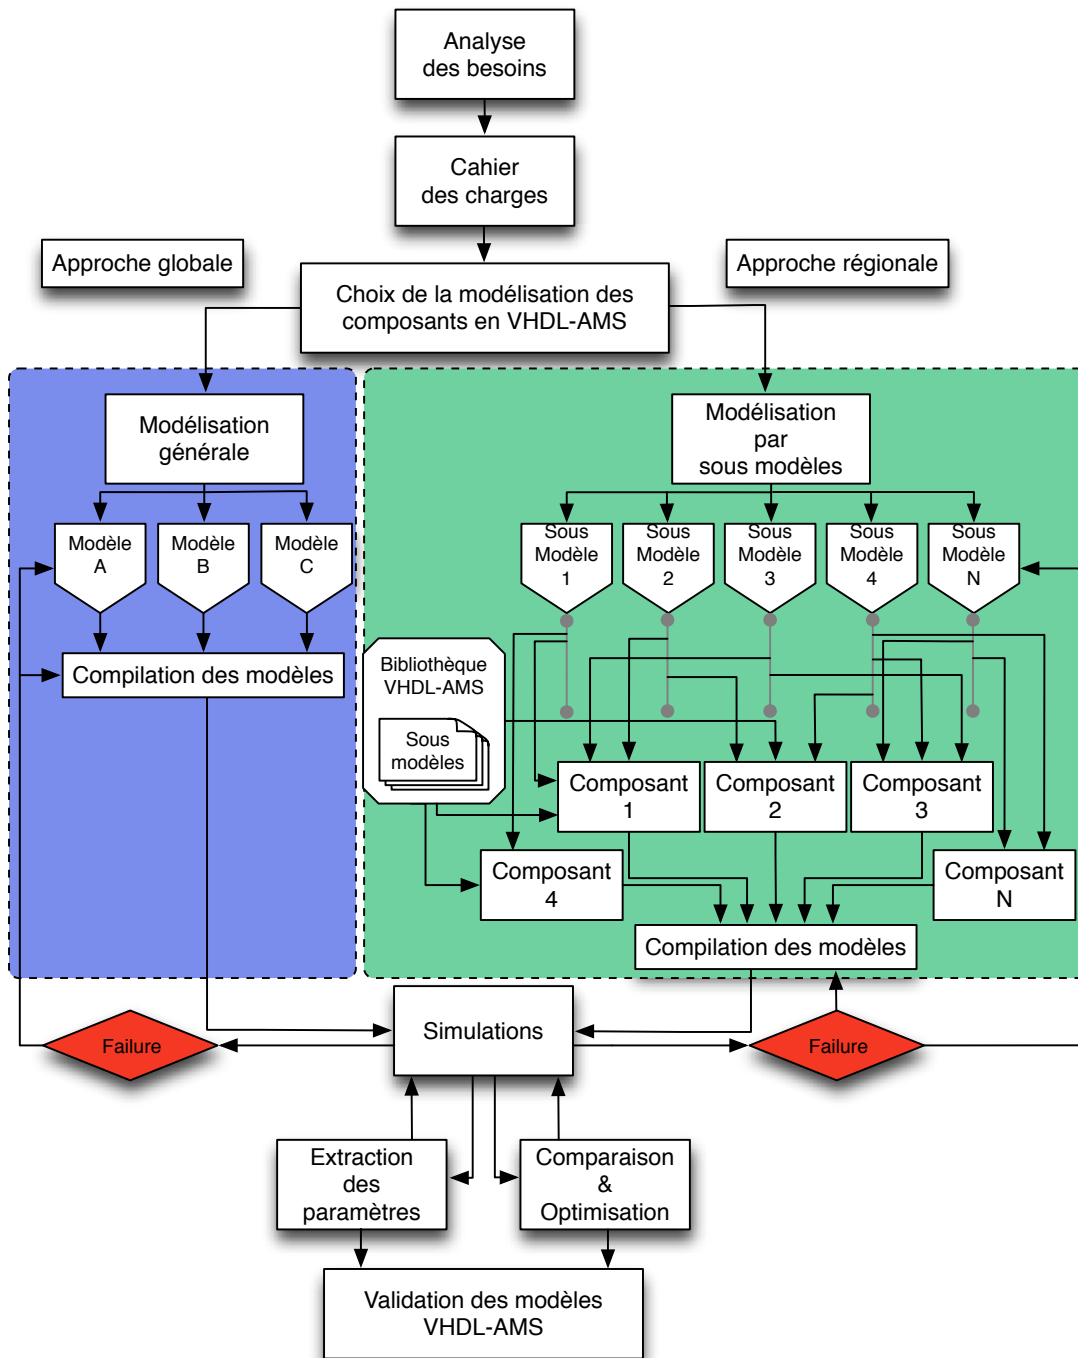 Analyse
des besoins
Cahier
des charges
Approche globale
Approche régionale
Choix de la modélisation des
composants en VHDL-AMS
Modélisation
générale
Modélisation
par
sous modèles
Modèle
A
Modèle
B
Modèle
C
Sous
Modèle
1
Sous
Modèle
2
Sous
Modèle
3
Sous
Modèle
4
Sous
Modèle
N
Compilation des modèles
Bibliothèque
VHDL-AMS
Sous
modèles
Composant
1
Composant
2
Composant
3
Composant
4
Composant
N
Compilation des modèles
Failure
Simulations
Failure
Extraction
des
paramètres
Comparaison
&
Optimisation
Validation des modèles
VHDL-AMS